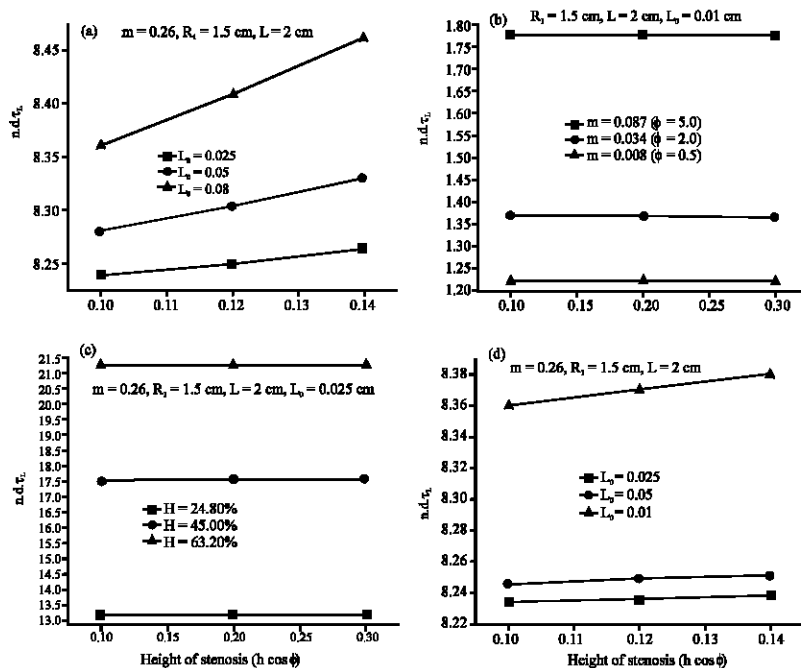 (a)
m = 0.26, R₁ = 1.5 cm, L = 2 cm
8.45
8.40
8.35
8.30
8.25
n.d.τL
L₀ = 0.025
L₀ = 0.05
L₀ = 0.08
0.10 0.11 0.12 0.13 0.14
(b)
R₁ = 1.5 cm, L = 2 cm, L₀ = 0.01 cm
1.80
1.75
1.70
1.65
1.60
1.55
1.50
1.45
1.40
1.35
1.30
1.25
1,20
n.d.τL
m = 0.087 (ϕ = 5.0)
m = 0.034 (ϕ = 2.0)
m = 0.008 (ϕ = 0.5)
0.10 0.15 0.20 0.25 0.30
(c)
m = 0.26, R₁ = 1.5 cm, L = 2 cm, L₀ = 0.025 cm
21.5
21.0
20.5
20.0
19.5
19.0
18.5
18.0
17.5
17.0
16.5
16.0
15.5
15.0
14.5
14.0
13.5
13.0
n.d.τL
H = 24.80%
H = 45.00%
H = 63.20%
0.10 0.15 0.20 0.25 0.30
Height of stenosis (h cos ϕ)
(d)
m = 0.26, R₁ = 1.5 cm, L = 2 cm
8.38
8.36
8.34
8.32
8.30
8.28
8.26
8.24
8.22
n.d.τL
L₀ = 0.025
L₀ = 0.05
L₀ = 0.01
0.10 0.11 0.12 0.13 0.14
Height of stenosis (h cos ϕ)